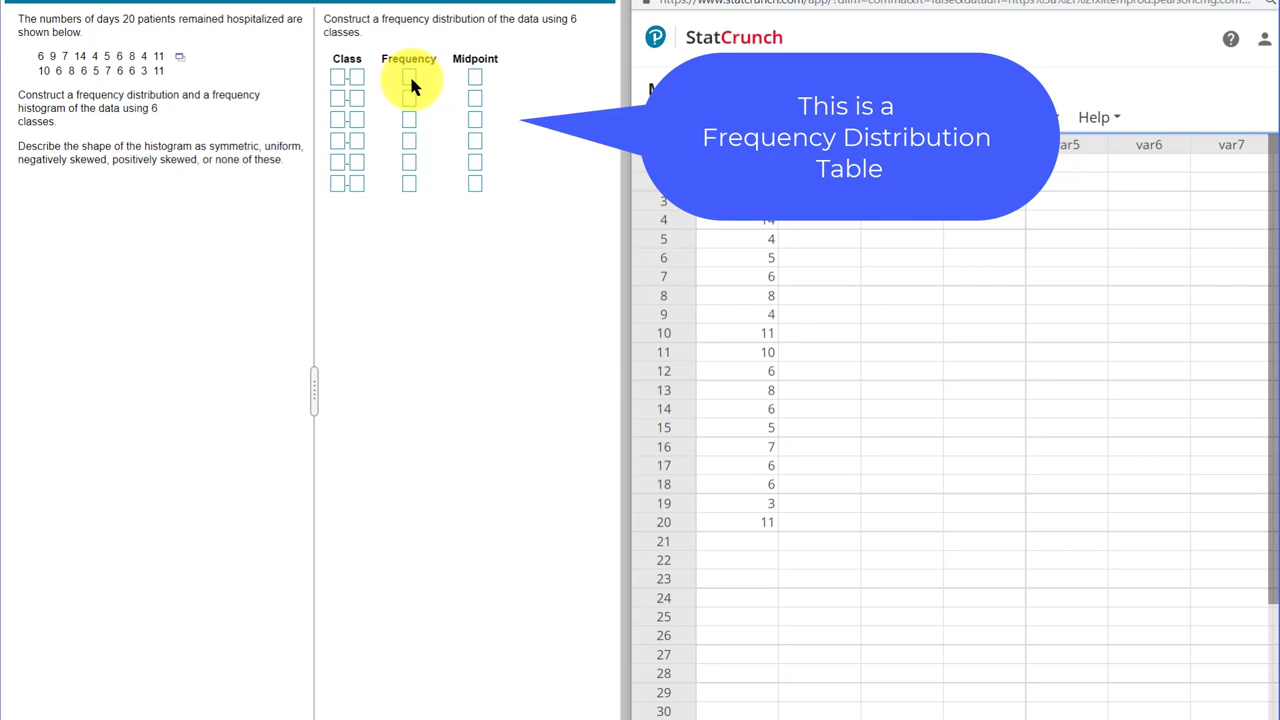 The numbers of days 20 patients remained hospitalized are
shown below.
6 9 7 14 4 5 6 8 4 11
10 6 8 6 5 7 6 6 3 11
Construct a frequency distribution and a frequency
histogram of the data using 6
classes.
Describe the shape of the histogram as symmetric, uniform,
negatively skewed, positively skewed, or none of these.
Construct a frequency distribution of the data using 6
classes.
Class Frequency Midpoint
- 
-
-
-
-
-
StatCrunch
This is a
Frequency Distribution
Table
Help
var5 var6 var7
3
4 14
5 4
6 5
7 6
8 8
9 4
10 11
11 10
12 6
13 8
14 6
15 5
16 7
17 6
18 6
19 3
20 11
21
22
23
24
25
26
27
28
29
30